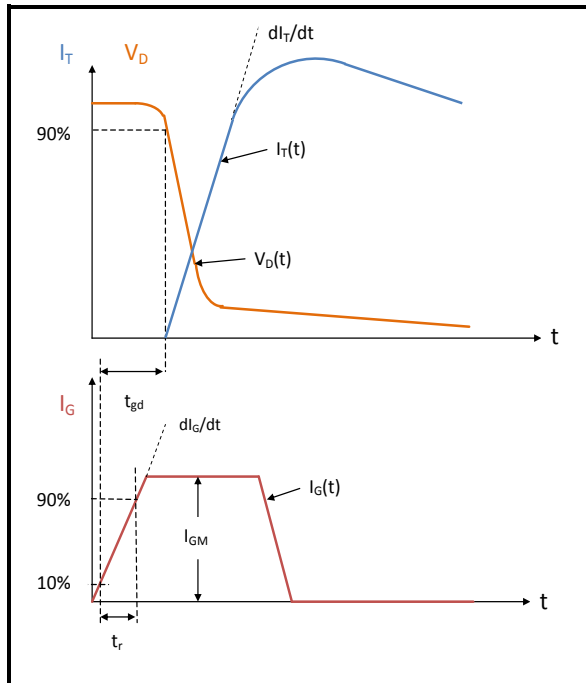 dI_T/dt
I_T V_D
90%
I_T(t)
V_D(t)
t
t_gd
I_G
dI_G/dt
90%
I_G(t)
I_GM
10%
t
t_r